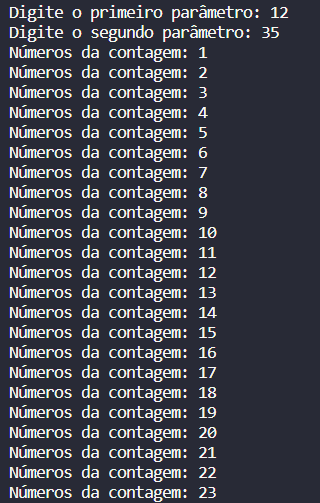 Digite o primeiro parâmetro: 12
Digite o segundo parâmetro: 35
Números da contagem: 1
Números da contagem: 2
Números da contagem: 3
Números da contagem: 4
Números da contagem: 5
Números da contagem: 6
Números da contagem: 7
Números da contagem: 8
Números da contagem: 9
Números da contagem: 10
Números da contagem: 11
Números da contagem: 12
Números da contagem: 13
Números da contagem: 14
Números da contagem: 15
Números da contagem: 16
Números da contagem: 17
Números da contagem: 18
Números da contagem: 19
Números da contagem: 20
Números da contagem: 21
Números da contagem: 22
Números da contagem: 23